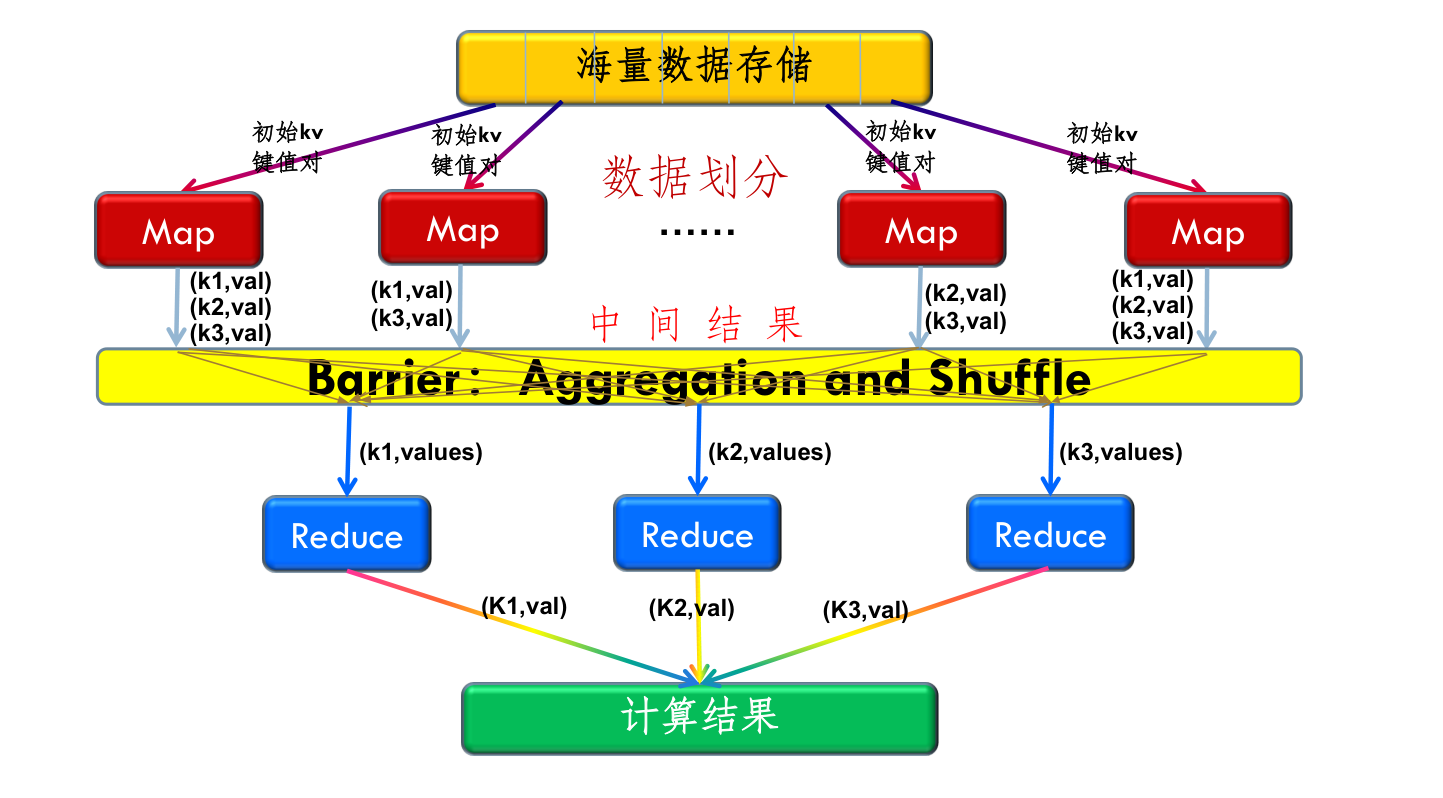 海量数据存储
初始kv
键值对
初始kv
键值对
初始kv
键值对
初始kv
键值对
数据划分
......
Map
Map
Map
Map
(k1,val)
(k2,val)
(k3,val)
(k1,val)
(k3,val)
(k2,val)
(k3,val)
(k1,val)
(k2,val)
(k3,val)
中间结果
Barrier：Aggregation and Shuffle
(k1,values)
(k2,values)
(k3,values)
Reduce
Reduce
Reduce
(K1,val)
(K2,val)
(K3,val)
计算结果